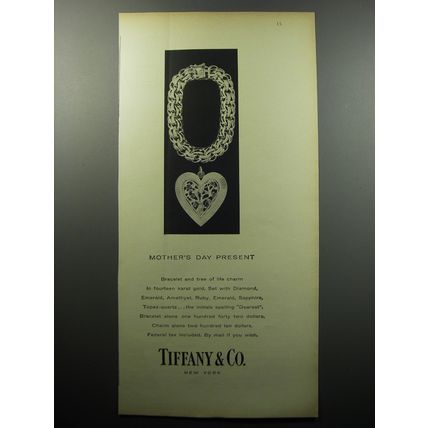 MOTHER'S DAY PRESENT
Bracelet and tree of life charm
in fourteen karat gold. Set with Diamond,
Emerald, Amethyst, Ruby, Emerald, Sapphire,
Topaz-quartz...the initials spelling "Dearest".
Bracelet alone one hundred forty two dollars.
Charm alone two hundred ten dollars.
Federal tax included. By mail if you wish.
TIFFANY & CO.
NEW YORK